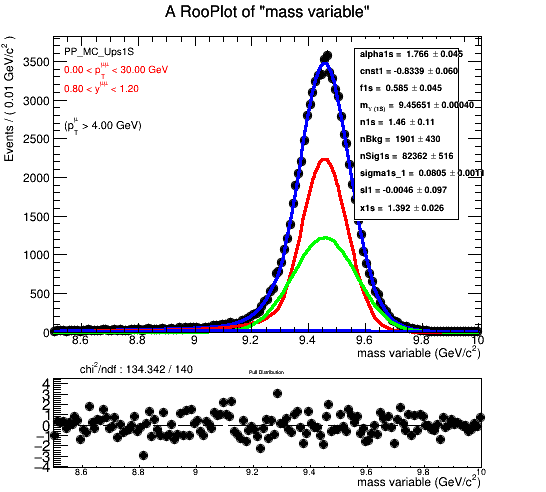 A RooPlot of "mass variable"
Events / ( 0.01 GeV/c² )
PP_MC_Ups1S
0.00 < p_T^μμ < 30.00 GeV
0.80 < y^μμ < 1.20
(p_T^μ > 4.00 GeV)
alpha1s = 1.766 ± 0.045
cnst1 = -0.8339 ± 0.060
f1s = 0.585 ± 0.045
m_Υ(1S) = 9.45651 ± 0.00040
n1s = 1.46 ± 0.11
nBkg = 1901 ± 430
nSig1s = 82362 ± 516
sigma1s_1 = 0.0805 ± 0.0011
sl1 = -0.0046 ± 0.097
x1s = 1.392 ± 0.026
3500
3000
2500
2000
1500
1000
500
0
8.6 8.8 9 9.2 9.4 9.6 9.8 10
mass variable (GeV/c²)
chi²/ndf : 134.342 / 140
Pull Distribution
4
3
2
1
0
−1
−2
−3
−4
8.6 8.8 9 9.2 9.4 9.6 9.8 10
mass variable (GeV/c²)